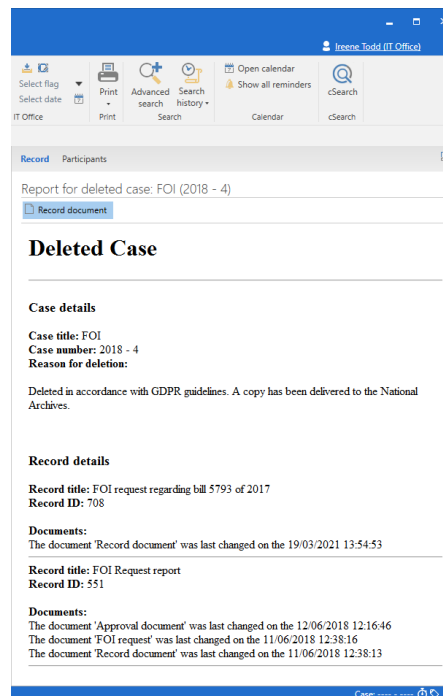 Ireene Todd (IT Office)
Select flag
Select date
Print
Advanced search
Search history
Open calendar
Show all reminders
cSearch
IT Office
Print
Search
Calendar
cSearch
Record Participants
Report for deleted case: FOI (2018 - 4)
Record document
Deleted Case
Case details
Case title: FOI
Case number: 2018 - 4
Reason for deletion:
Deleted in accordance with GDPR guidelines. A copy has been delivered to the National
Archives.
Record details
Record title: FOI request regarding bill 5793 of 2017
Record ID: 708
Documents:
The document 'Record document' was last changed on the 19/03/2021 13:54:53
Record title: FOI Request report
Record ID: 551
Documents:
The document 'Approval document' was last changed on the 12/06/2018 12:16:46
The document 'FOI request' was last changed on the 11/06/2018 12:38:16
The document 'Record document' was last changed on the 11/06/2018 12:38:13
Case: